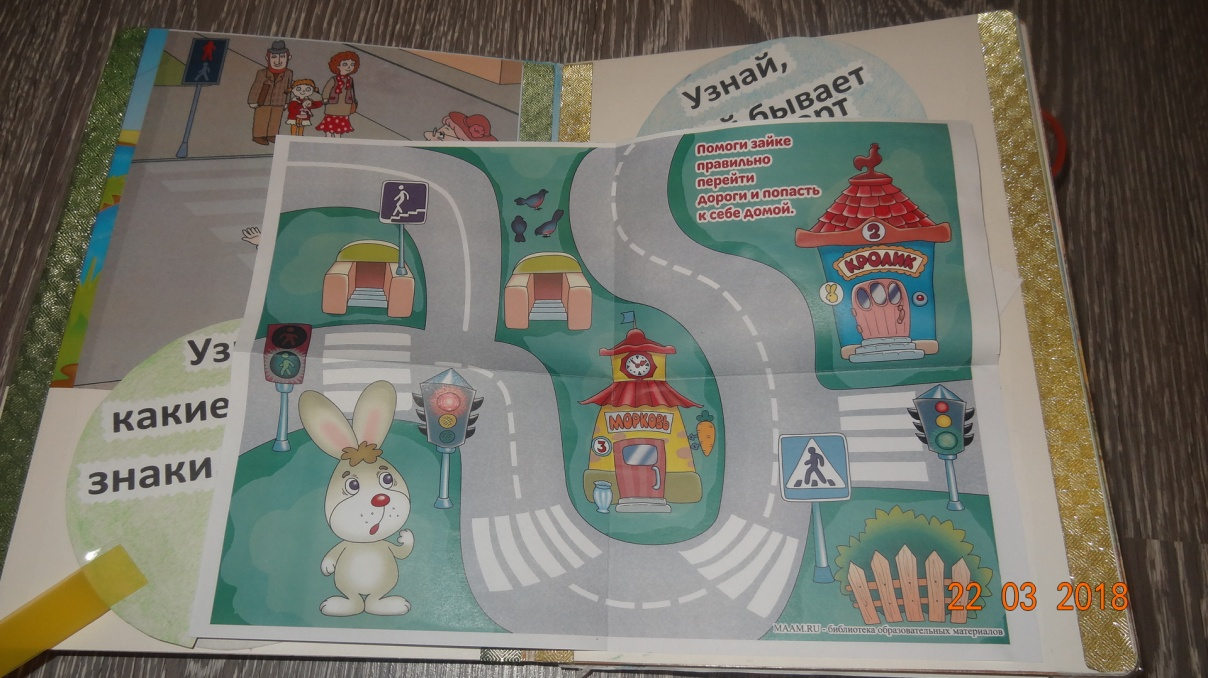 Узнай,
бывает
Помоги зайке
правильно
перейти
дороги и попасть
к себе домой.
2
КРОЛИК
Уз
какие
знаки
МОРКОВЬ
3
22 03 2018
MAAM.RU - библиотека образовательных материалов